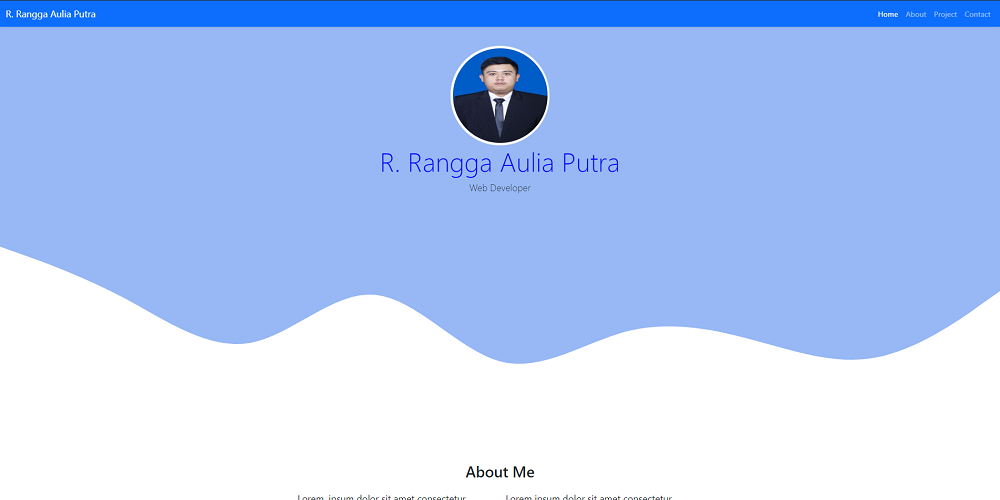 R. Rangga Aulia Putra
Home About Project Contact
R. Rangga Aulia Putra
Web Developer
About Me
Lorem, ipsum dolor sit amet consectetur
Lorem ipsum dolor sit amet consectetur